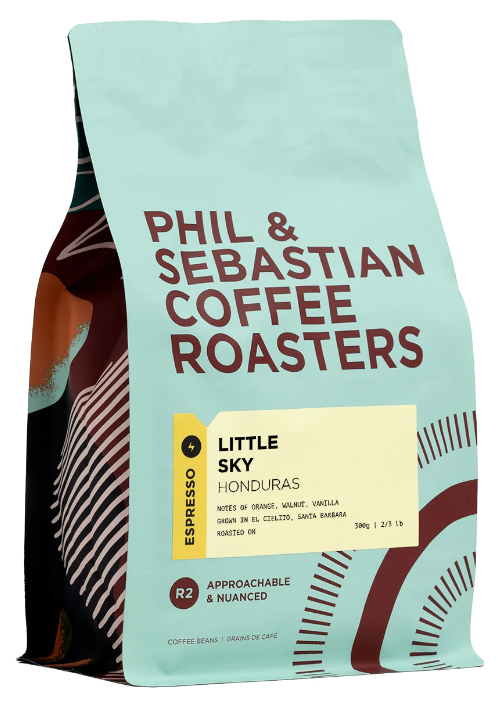 PHIL &
SEBASTIAN
COFFEE
ROASTERS
ESPRESSO
LITTLE
SKY
HONDURAS
NOTES OF ORANGE, WALNUT, VANILLA
GROWN IN EL CIELITO, SANTA BARBARA
ROASTED ON
300g | 2/3 lb
R2
APPROACHABLE
& NUANCED
COFFEE BEANS | GRAINS DE CAFÉ